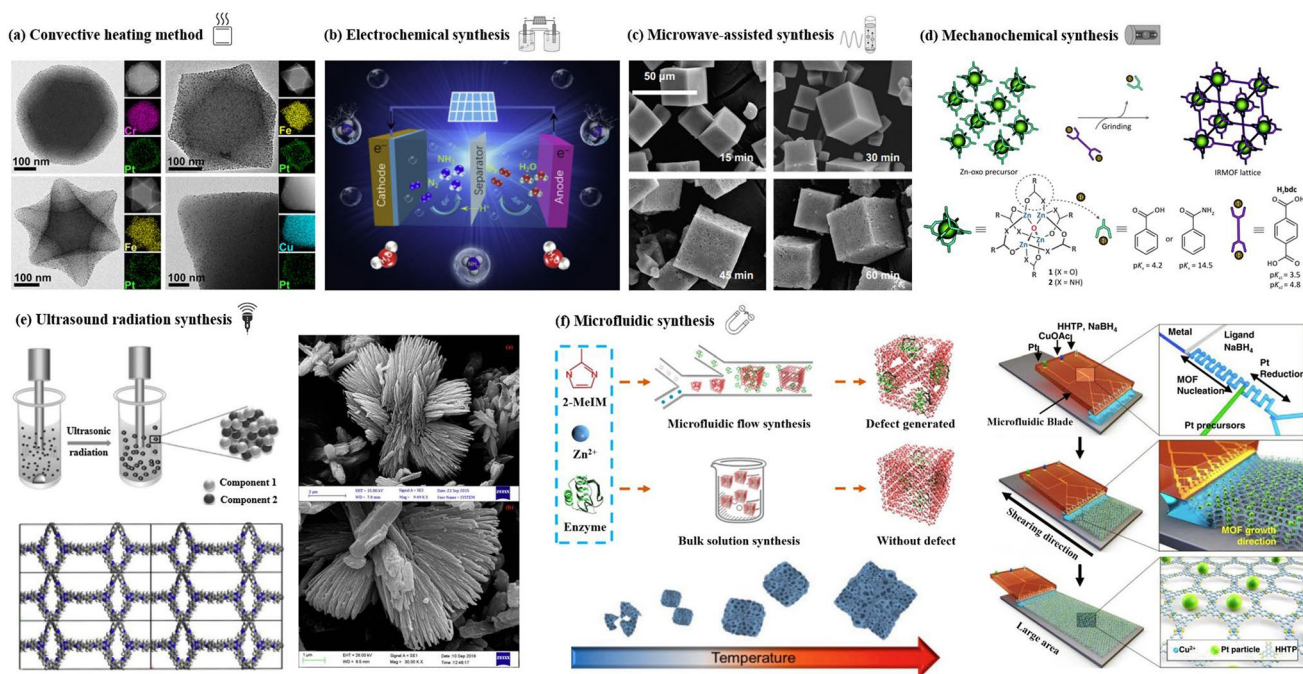 (a) Convective heating method
100 nm
Cr
Pt
100 nm
Fe
Pt
100 nm
Fe
Pt
100 nm
Cu
Pt
(b) Electrochemical synthesis
e⁻
Cathode
N₂
Separator
H⁺
H₂O
e⁻
Anode
(c) Microwave-assisted synthesis
50 µm
15 min
30 min
45 min
60 min
(d) Mechanochemical synthesis
Grinding
Zn-oxo precursor
IRMOF lattice
1 (X = O)
2 (X = NH)
pKₐ = 4.2
or
pKₐ = 14.5
H₂bdc
pKₐ₁ = 3.5
pKₐ₂ = 4.8
(e) Ultrasound radiation synthesis
Ultrasonic
radiation
Component 1
Component 2
(f) Microfluidic synthesis
2-MeIM
Zn²⁺
Enzyme
Microfluidic flow synthesis
Defect generated
Bulk solution synthesis
Without defect
Temperature
HHTP, NaBH₄
CuOAc
Pt
Microfluidic Blade
Shearing direction
Large area
Metal
Ligand
NaBH₄
Pt
Reduction
MOF
Nucleation
Pt precursors
MOF growth
direction
Cu²⁺
Pt particle
HHTP